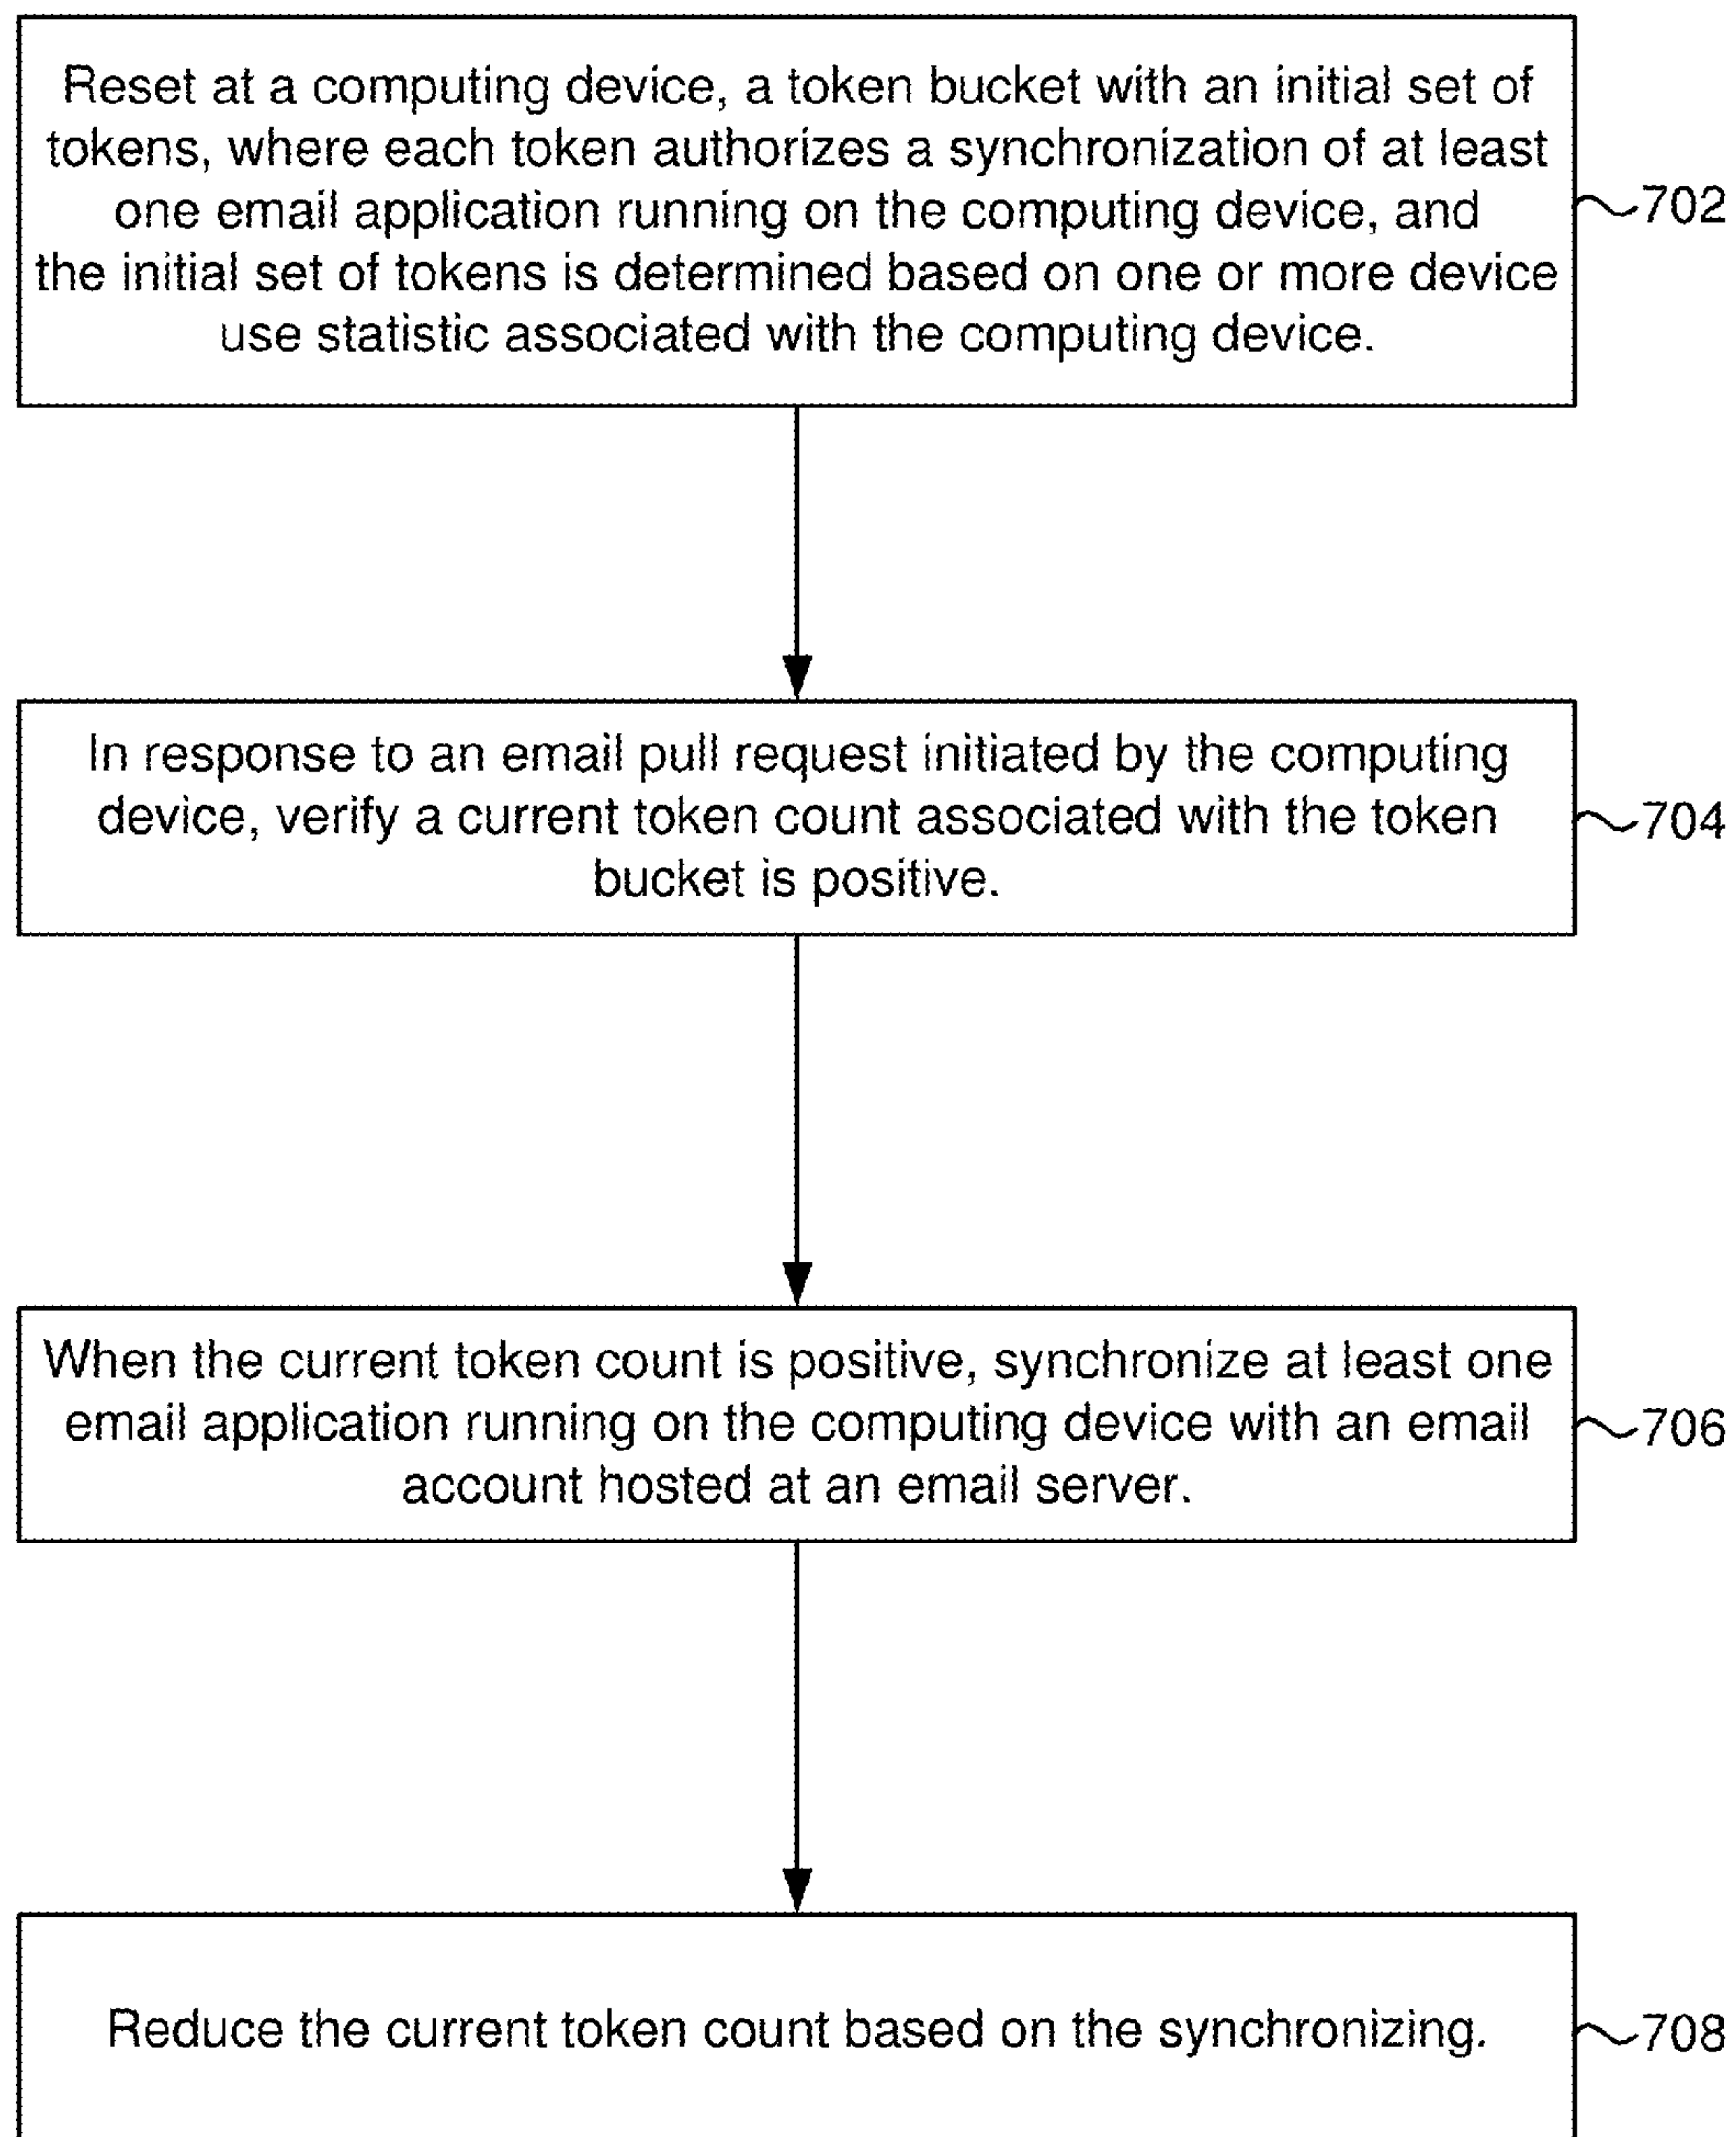 Reset at a computing device, a token bucket with an initial set of
tokens, where each token authorizes a synchronization of at least
one email application running on the computing device, and
the initial set of tokens is determined based on one or more device
use statistic associated with the computing device.
702
In response to an email pull request initiated by the computing
device, verify a current token count associated with the token
bucket is positive.
704
When the current token count is positive, synchronize at least one
email application running on the computing device with an email
account hosted at an email server.
706
Reduce the current token count based on the synchronizing.
708